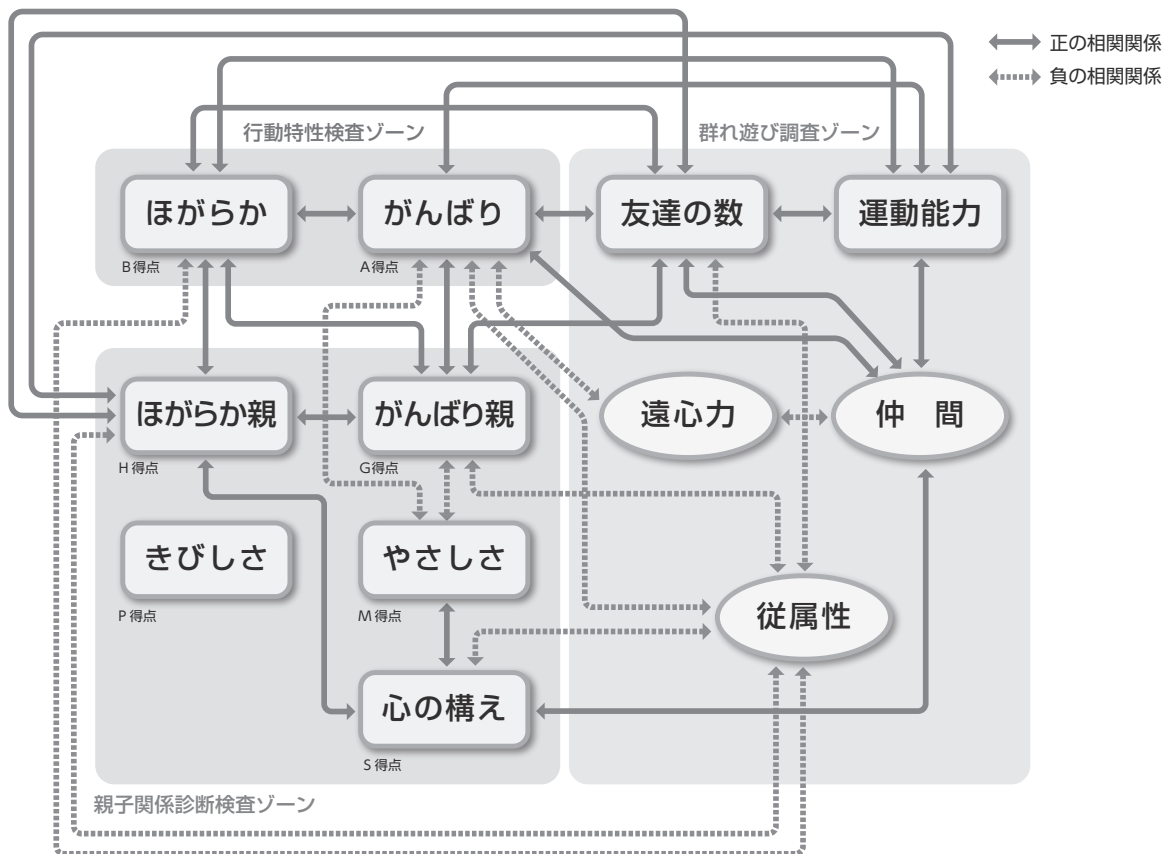 正の相関関係
負の相関関係
行動特性検査ゾーン
群れ遊び調査ゾーン
ほがらか
がんばり
友達の数
運動能力
B得点
A得点
ほがらか親
がんばり親
遠心力
仲　間
H得点
G得点
きびしさ
やさしさ
従属性
P得点
M得点
心の構え
S得点
親子関係診断検査ゾーン